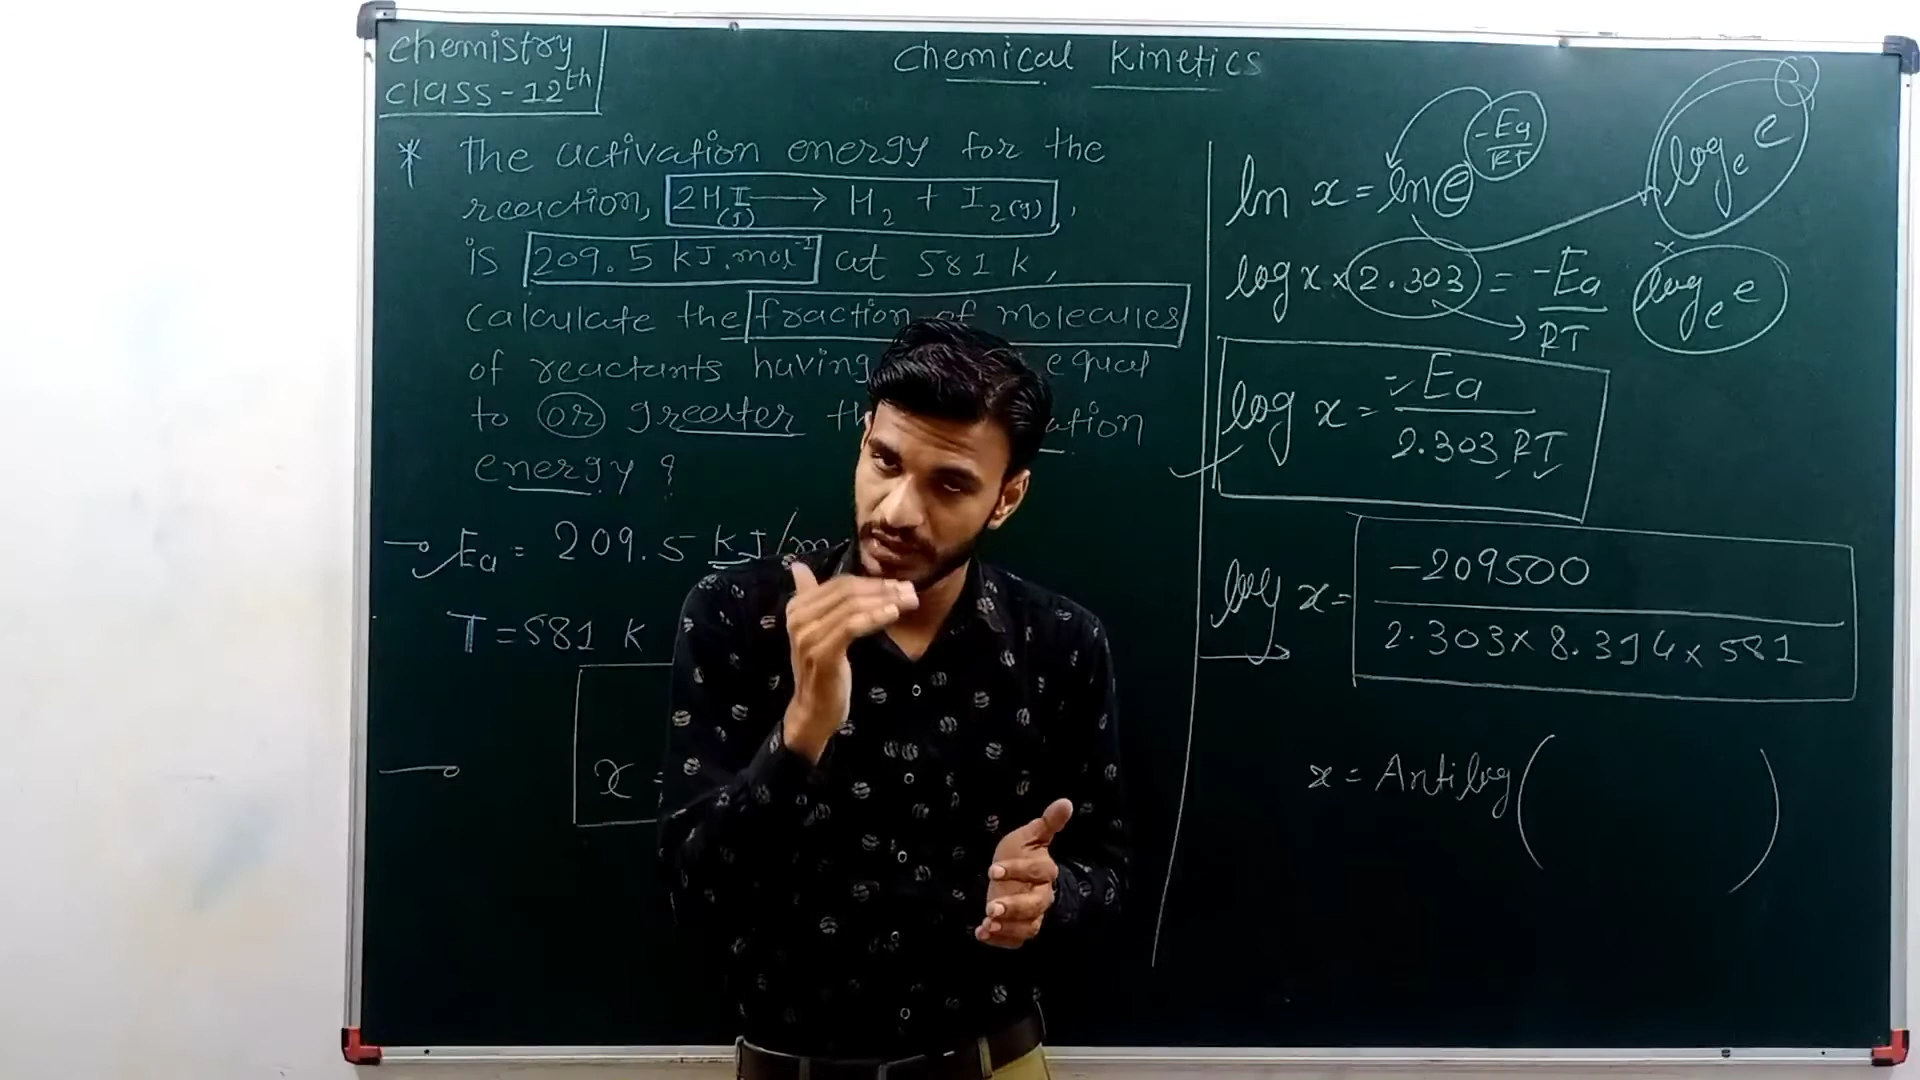 Chemistry
Class-12th
Chemical Kinetics
* The activation energy for the
reaction, 2HI(g) ⟶ H2 + I2(g),
is 209.5 kJ.mol⁻¹ at 581 k,
Calculate the fraction of molecules
of reactants having equal
to or greater
energy ?
Ea = 209.5 kJ/m
T = 581 K
x =
ln x = ln e^(-Ea/RT)
loge e
log x × 2.303 = -Ea/RT loge e
log x = -Ea / 2.303 RT
log x = -209500 / 2.303 × 8.314 × 581
x = Antilog ( )